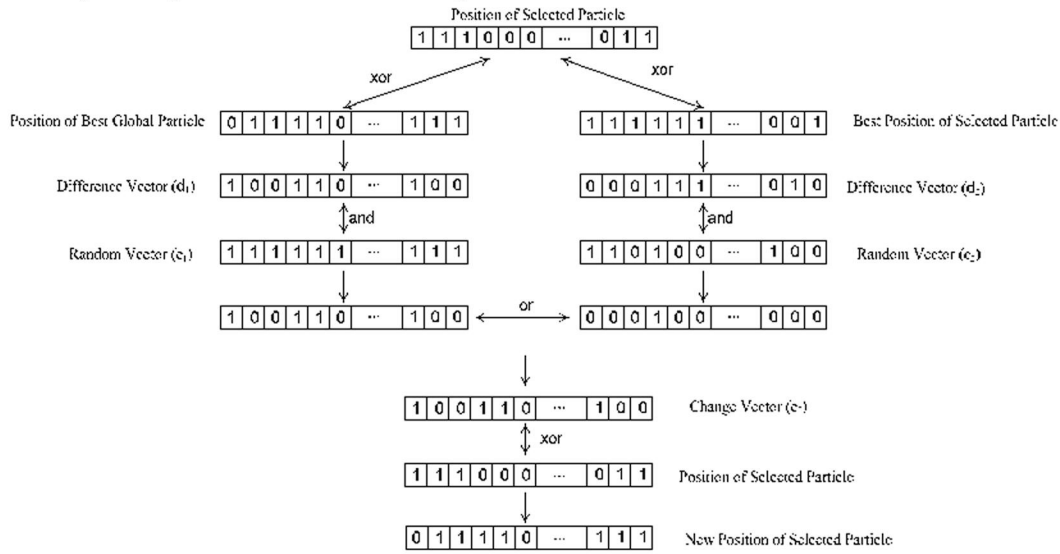 Position of Selected Particle
1 1 1 0 0 0 ... 0 1 1
xor xor
Position of Best Global Particle 0 1 1 1 1 0 ... 1 1 1 1 1 1 1 1 1 ... 0 0 1 Best Position of Selected Particle
Difference Vector (d₁) 1 0 0 1 1 0 ... 1 0 0 0 0 0 1 1 1 ... 0 1 0 Difference Vector (d₂)
and and
Random Vector (c₁) 1 1 1 1 1 1 ... 1 1 1 1 1 0 1 0 0 ... 1 0 0 Random Vector (c₂)
1 0 0 1 1 0 ... 1 0 0 or 0 0 0 1 0 0 ... 0 0 0
1 0 0 1 1 0 ... 1 0 0 Change Vector
xor
1 1 1 0 0 0 ... 0 1 1 Position of Selected Particle
0 1 1 1 1 0 ... 1 1 1 New Position of Selected Particle